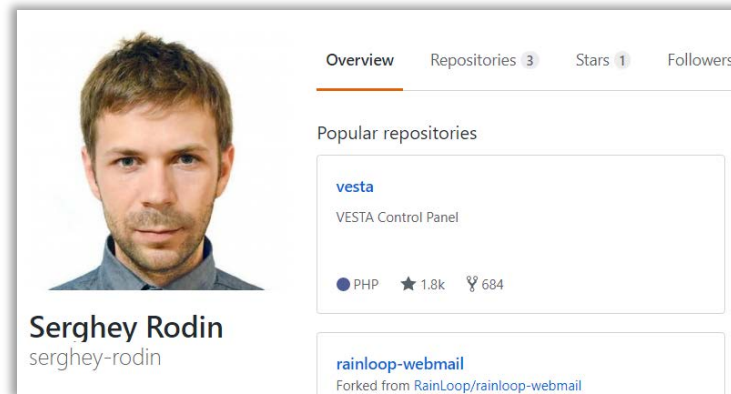 Overview Repositories 3 Stars 1 Followers
Popular repositories
vesta
VESTA Control Panel
PHP 1.8k 684
Serghey Rodin
serghey-rodin
rainloop-webmail
Forked from RainLoop/rainloop-webmail